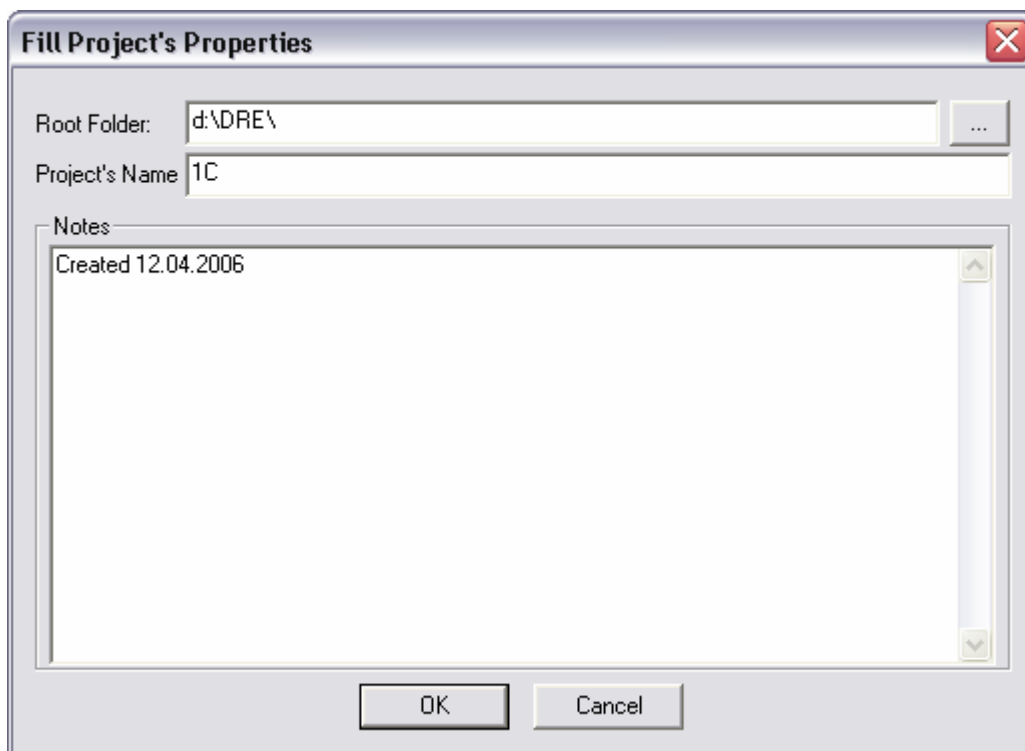 Fill Project's Properties
Root Folder: d:\DRE\ ...
Project's Name 1C
Notes
Created 12.04.2006
OK Cancel